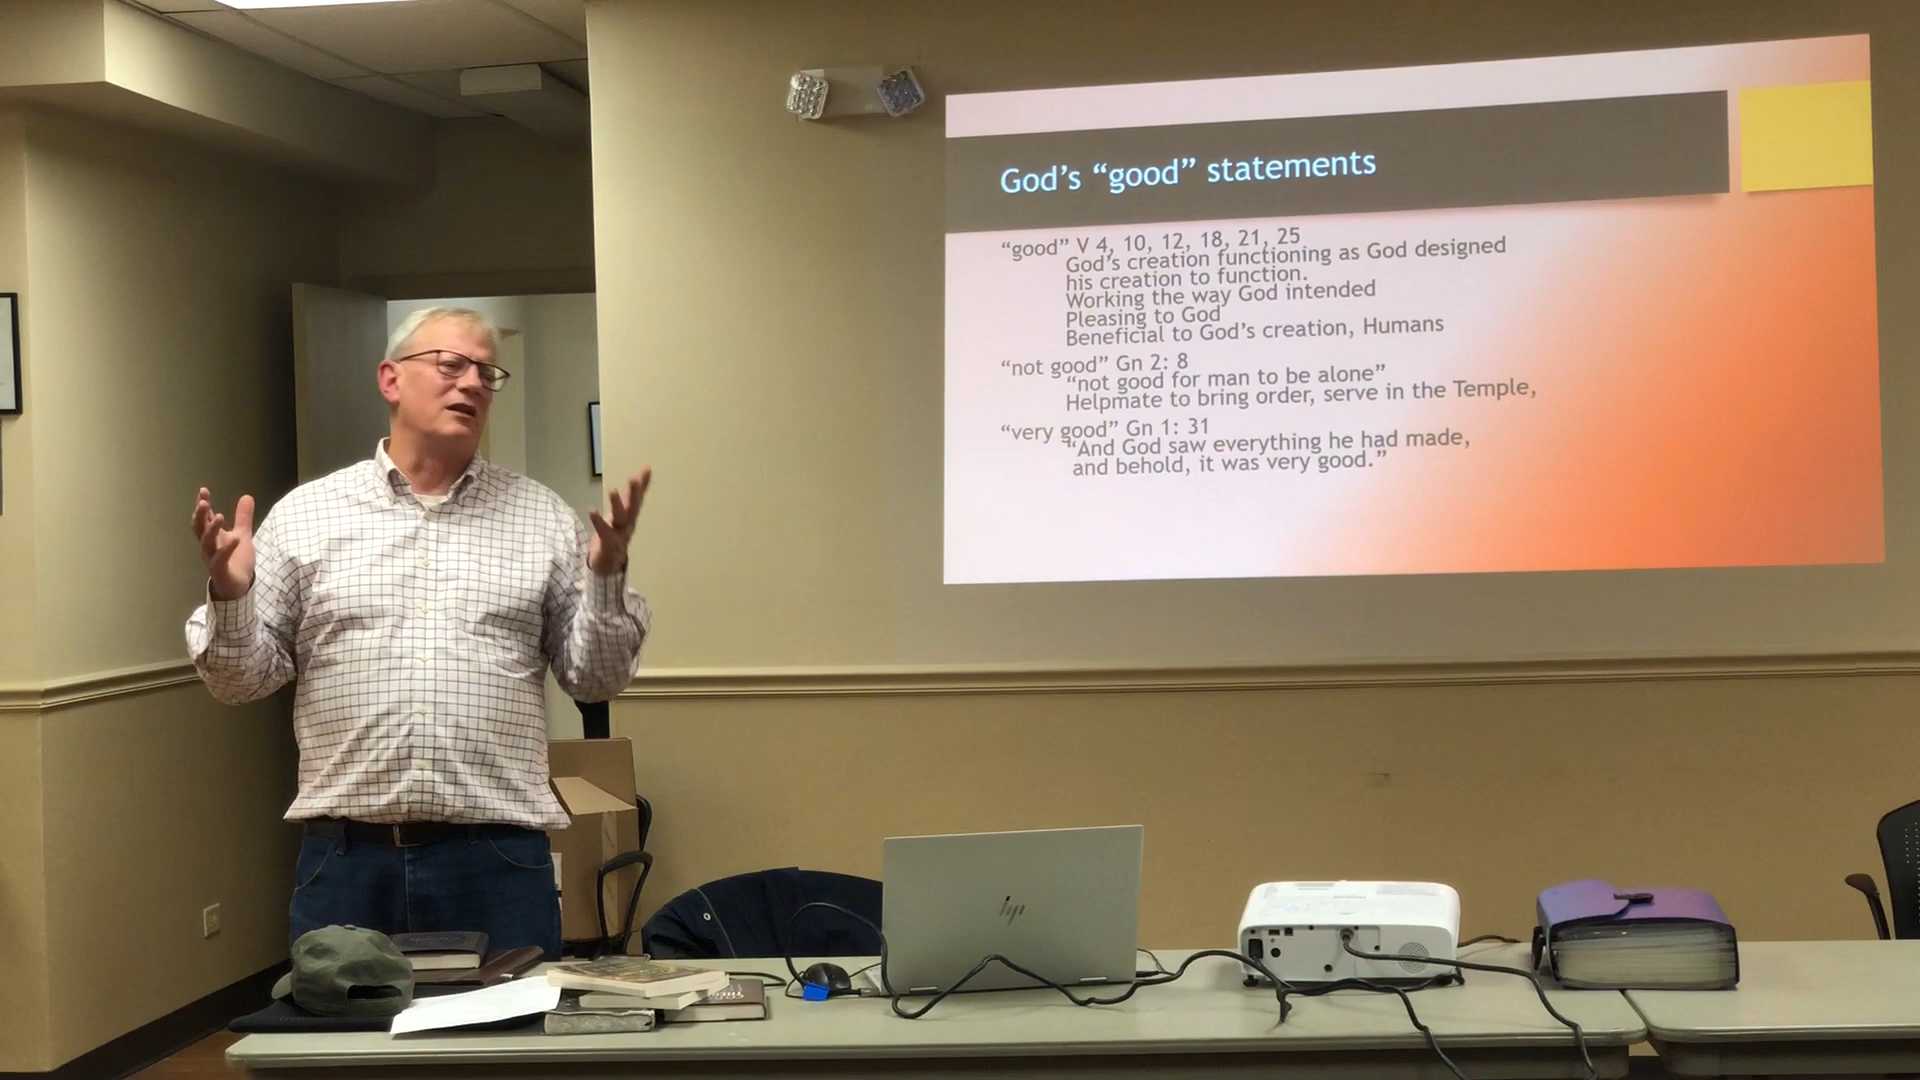 God's “good” statements
“good” V 4, 10, 12, 18, 21, 25
God's creation functioning as God designed
his creation to function.
Working the way God intended
Pleasing to God
Beneficial to God's creation, Humans
“not good” Gn 2: 8
“not good for man to be alone”
Helpmate to bring order, serve in the Temple,
“very good” Gn 1: 31
“And God saw everything he had made,
and behold, it was very good.”
hp